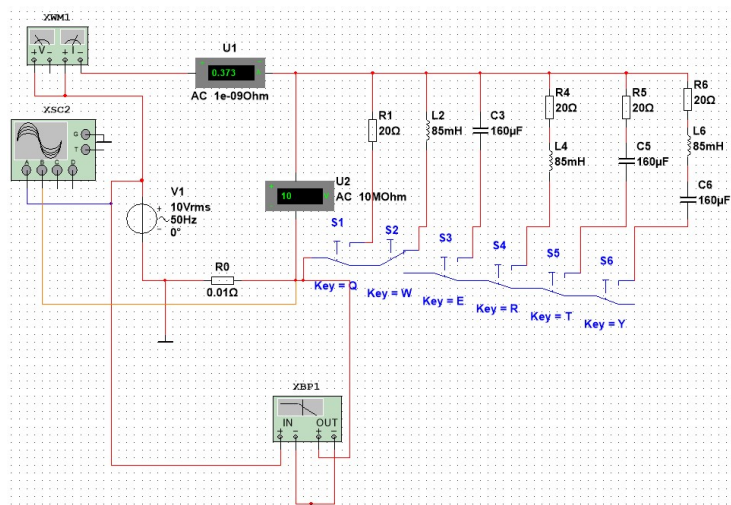 XWM1
V I
+ - + -
XSC2
G
T
A B C D
U1
0.373
AC 1e-09Ohm
U2
10
AC 10MOhm
V1
10Vrms
50Hz
0°
R0
0.01Ω
R1
20Ω
L2
85mH
C3
160µF
R4
20Ω
L4
85mH
R5
20Ω
C5
160µF
R6
20Ω
L6
85mH
C6
160µF
S1
Key = Q
S2
Key = W
S3
Key = E
S4
Key = R
S5
Key = T
S6
Key = Y
XBP1
IN OUT
+ - + -